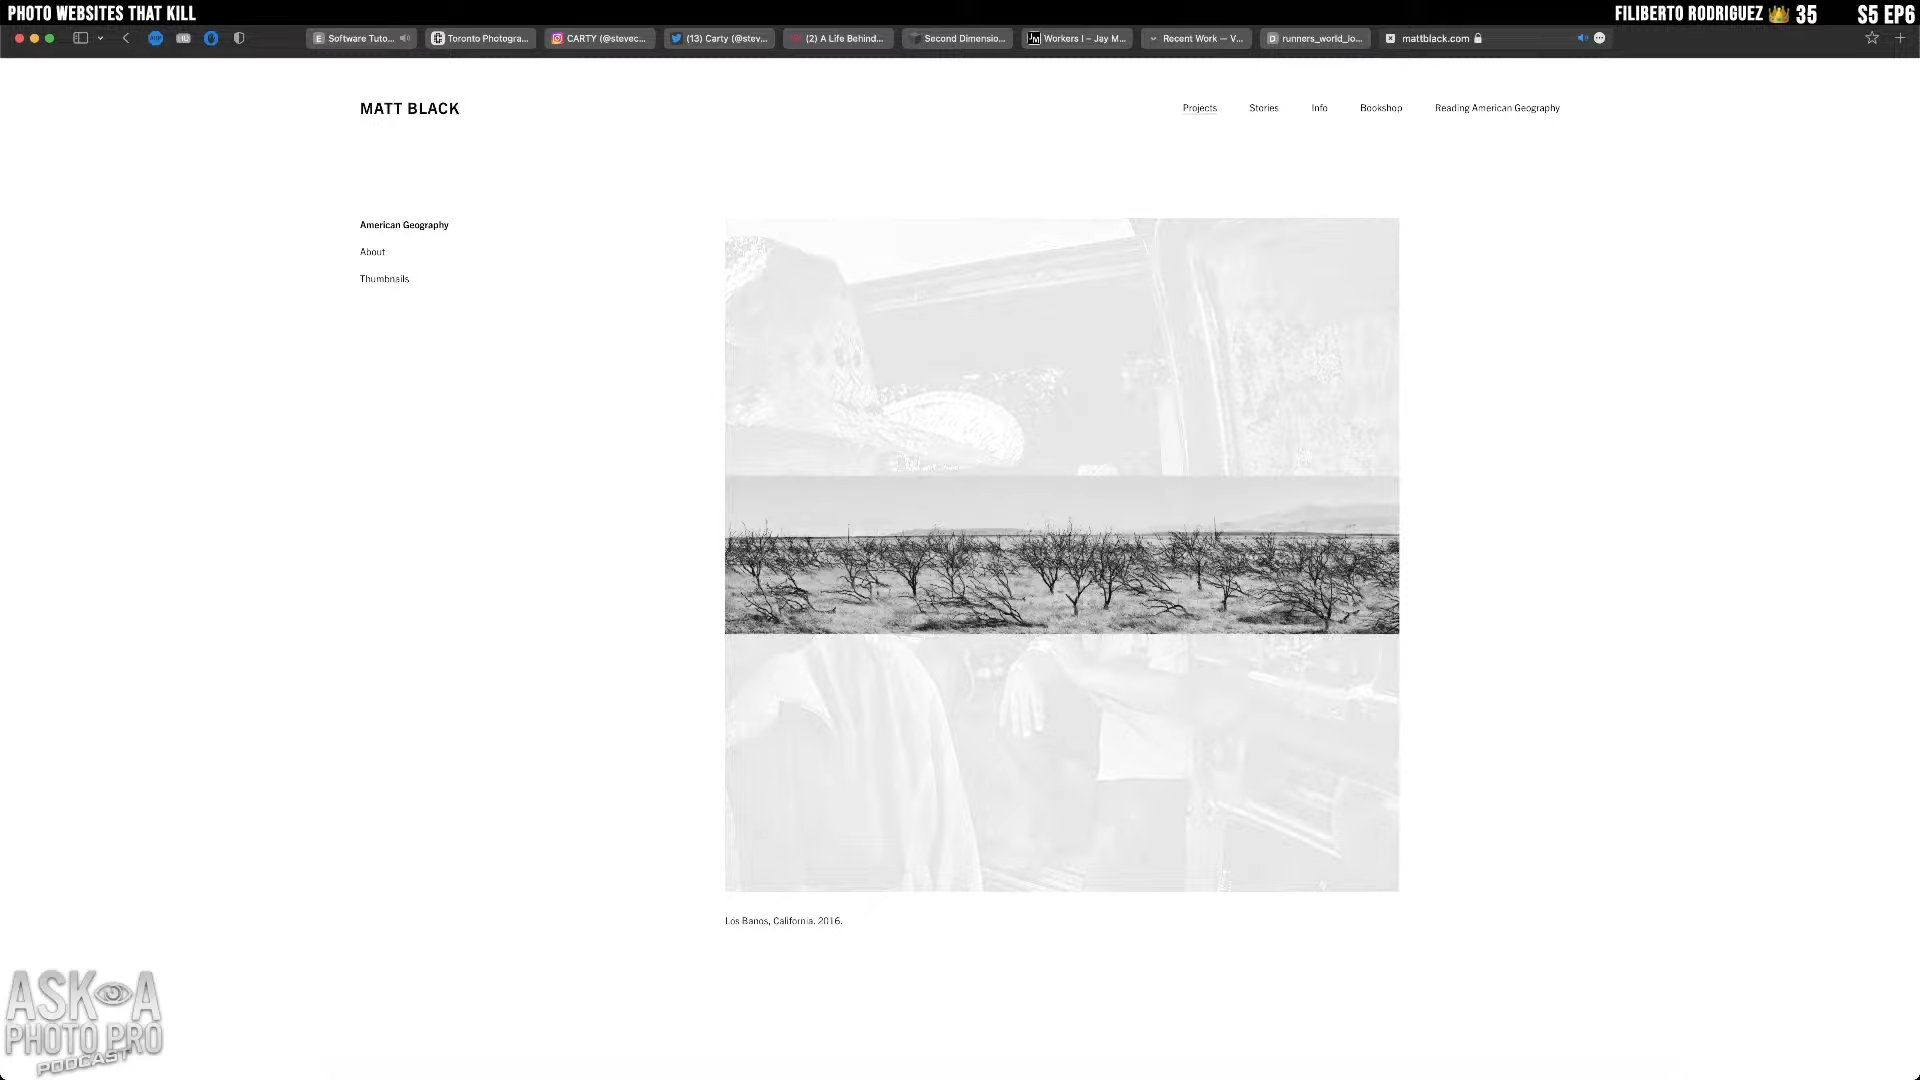 PHOTO WEBSITES THAT KILL
FILIBERTO RODRIGUEZ 👑 35 S5 EP6
Software Tuto...
Toronto Photogra...
CARTY (@stevec...
(13) Carty (@stev...
(2) A Life Behind...
Second Dimensio...
Workers I – Jay M...
Recent Work — V...
runners_world_lo...
mattblack.com
MATT BLACK
Projects
Stories
Info
Bookshop
Reading American Geography
American Geography
About
Thumbnails
Los Banos, California. 2016.
ASK A
PHOTO PRO
PODCAST